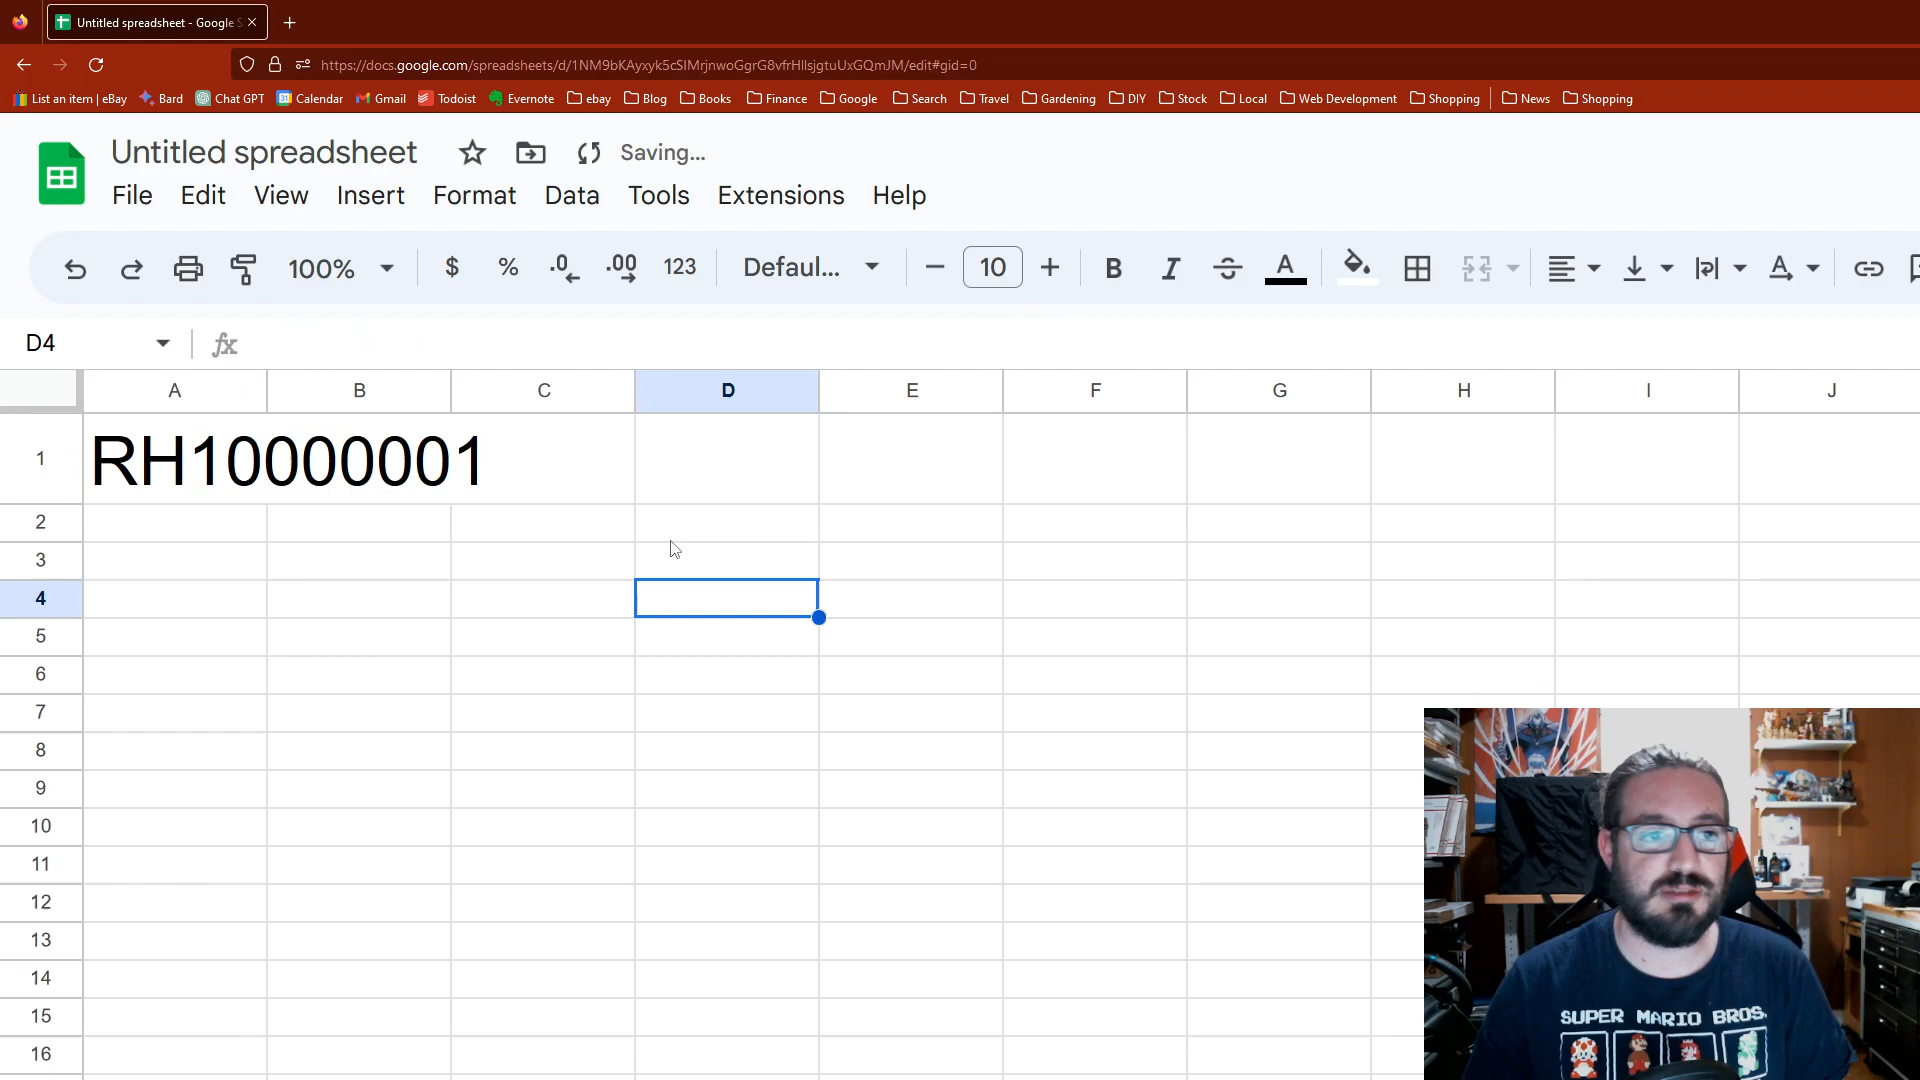 Untitled spreadsheet - Google S
https://docs.google.com/spreadsheets/d/1NM9bKAyxyk5cSIMrjnwoGgrG8vfrHllsjgtuUxGQmJM/edit#gid=0
List an item | eBay Bard Chat GPT Calendar Gmail Todoist Evernote ebay Blog Books Finance Google Search Travel Gardening DIY Stock Local Web Development Shopping News Shopping
Untitled spreadsheet Saving...
File Edit View Insert Format Data Tools Extensions Help
100% $ % .0 .00 123 Defaul... 10 B I S A A
D4 fx
A B C D E F G H I J
1 RH10000001
2
3
4
5
6
7
8
9
10
11
12
13
14
15
16
SUPER MARIO BROS.